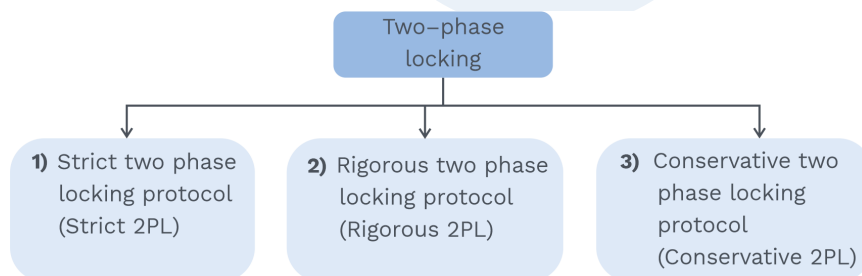 Two–phase
locking
1) Strict two phase
locking protocol
(Strict 2PL)
2) Rigorous two phase
locking protocol
(Rigorous 2PL)
3) Conservative two
phase locking
protocol
(Conservative 2PL)